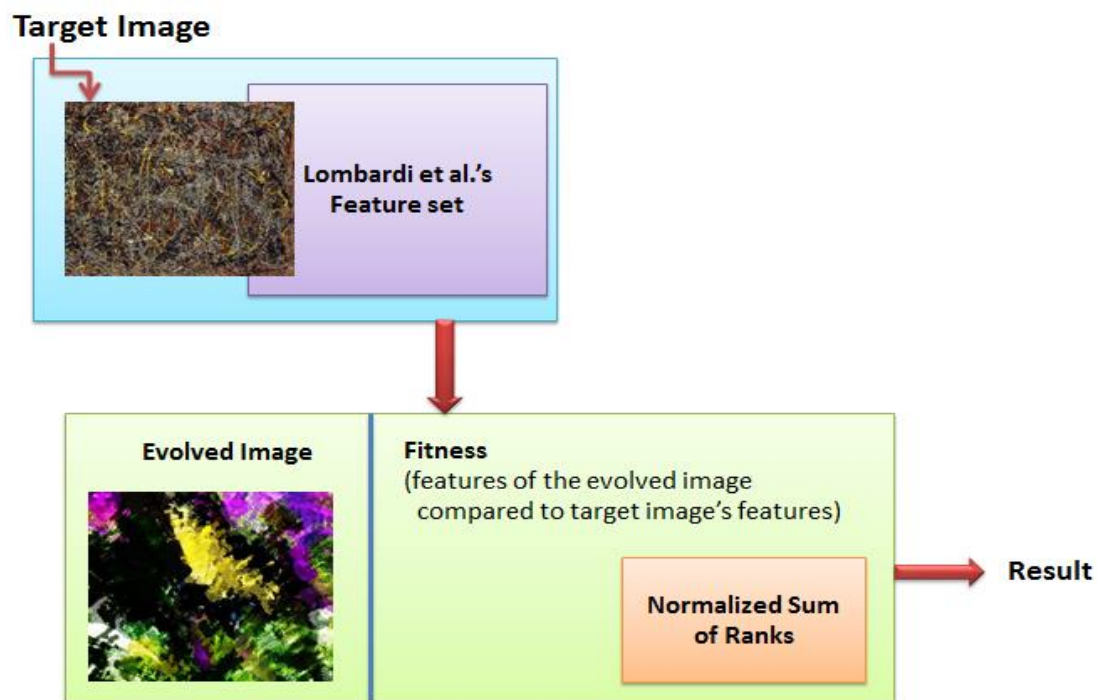 Target Image
Lombardi et al.'s
Feature set
Evolved Image
Fitness
(features of the evolved image
compared to target image's features)
Normalized Sum
of Ranks
Result